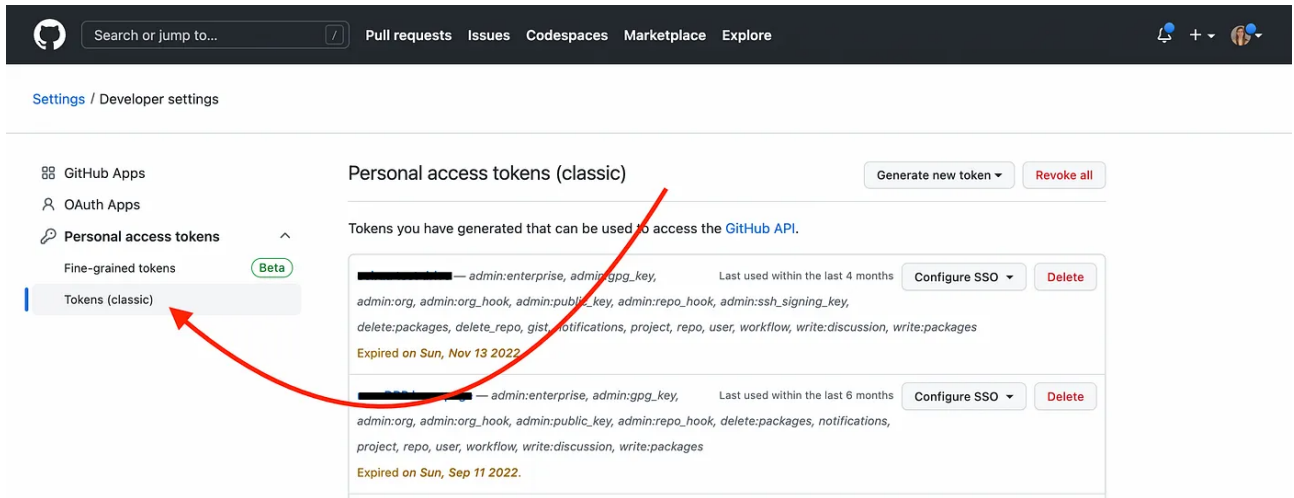 Search or jump to... / Pull requests Issues Codespaces Marketplace Explore
Settings / Developer settings
GitHub Apps
OAuth Apps
Personal access tokens
Fine-grained tokens Beta
Tokens (classic)
Personal access tokens (classic) Generate new token Revoke all
Tokens you have generated that can be used to access the GitHub API.
— admin:enterprise, admin:gpg_key, Last used within the last 4 months Configure SSO Delete
admin:org, admin:org_hook, admin:public_key, admin:repo_hook, admin:ssh_signing_key,
delete:packages, delete_repo, gist, notifications, project, repo, user, workflow, write:discussion, write:packages
Expired on Sun, Nov 13 2022.
— admin:enterprise, admin:gpg_key, Last used within the last 6 months Configure SSO Delete
admin:org, admin:org_hook, admin:public_key, admin:repo_hook, delete:packages, notifications,
project, repo, user, workflow, write:discussion, write:packages
Expired on Sun, Sep 11 2022.